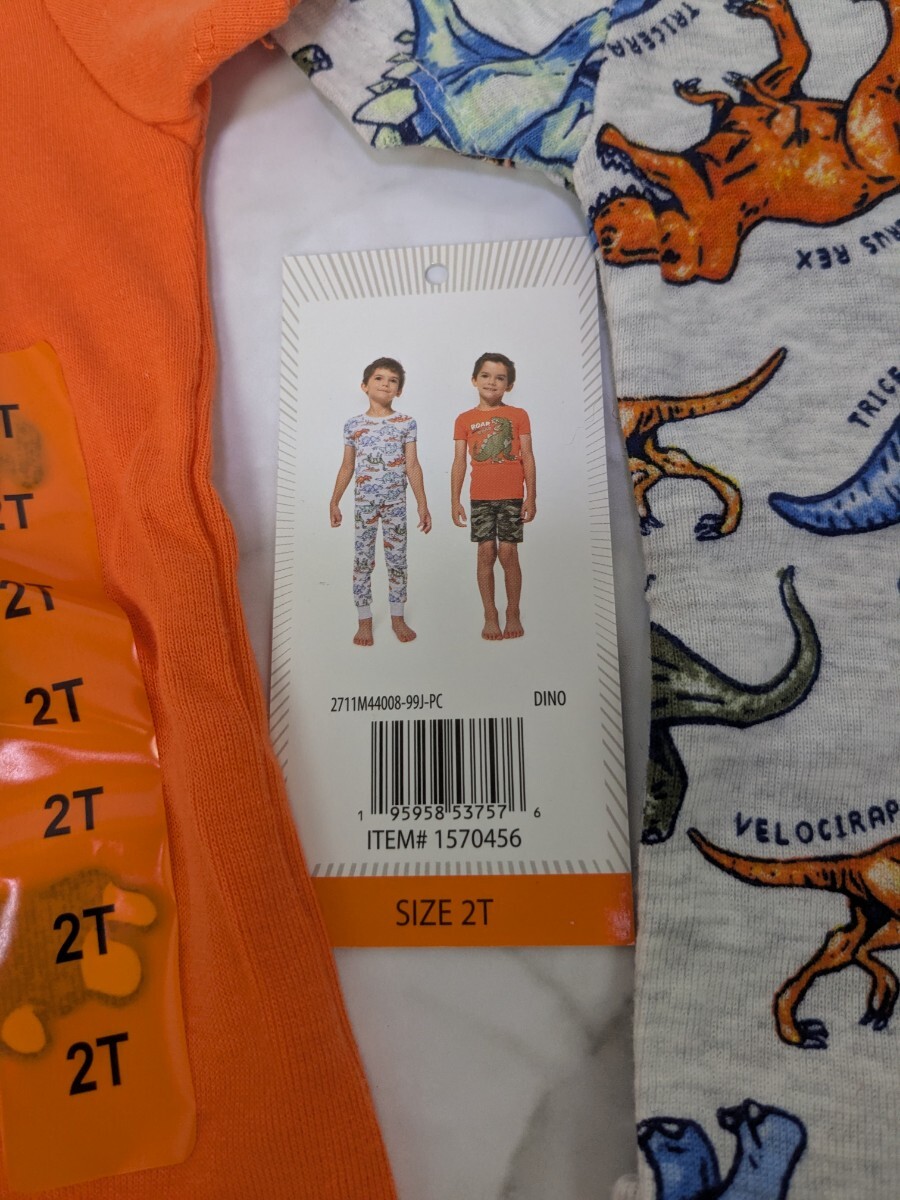 TRICERA
RUS REX
TRICE
T
2T
2T
2T
2T
2T
2T
ROAR
2711M44008-99J-PC DINO
1 95958 53757 6
ITEM# 1570456
SIZE 2T
VELOCIRAP